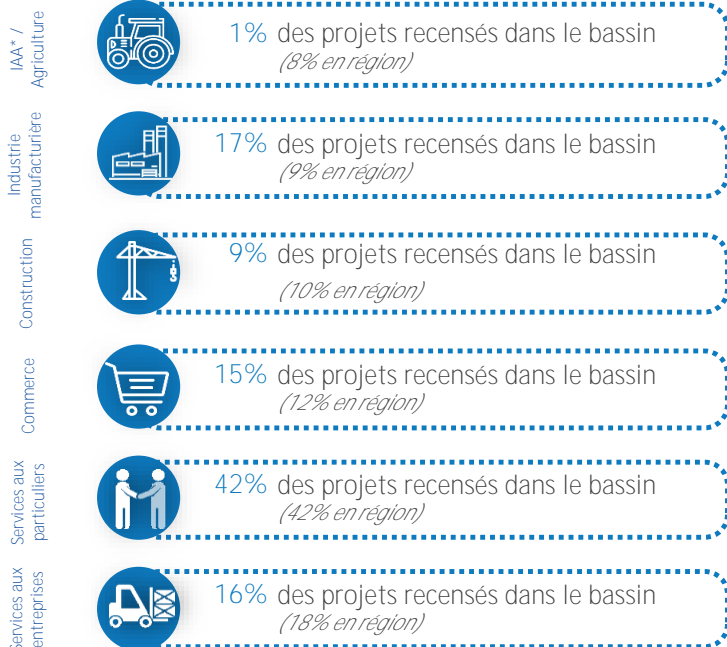 IAA* /
Agriculture
1% des projets recensés dans le bassin
(8% en région)
Industrie
manufacturière
17% des projets recensés dans le bassin
(9% en région)
Construction
9% des projets recensés dans le bassin
(10% en région)
Commerce
15% des projets recensés dans le bassin
(12% en région)
Services aux
particuliers
42% des projets recensés dans le bassin
(42% en région)
Services aux
entreprises
16% des projets recensés dans le bassin
(18% en région)